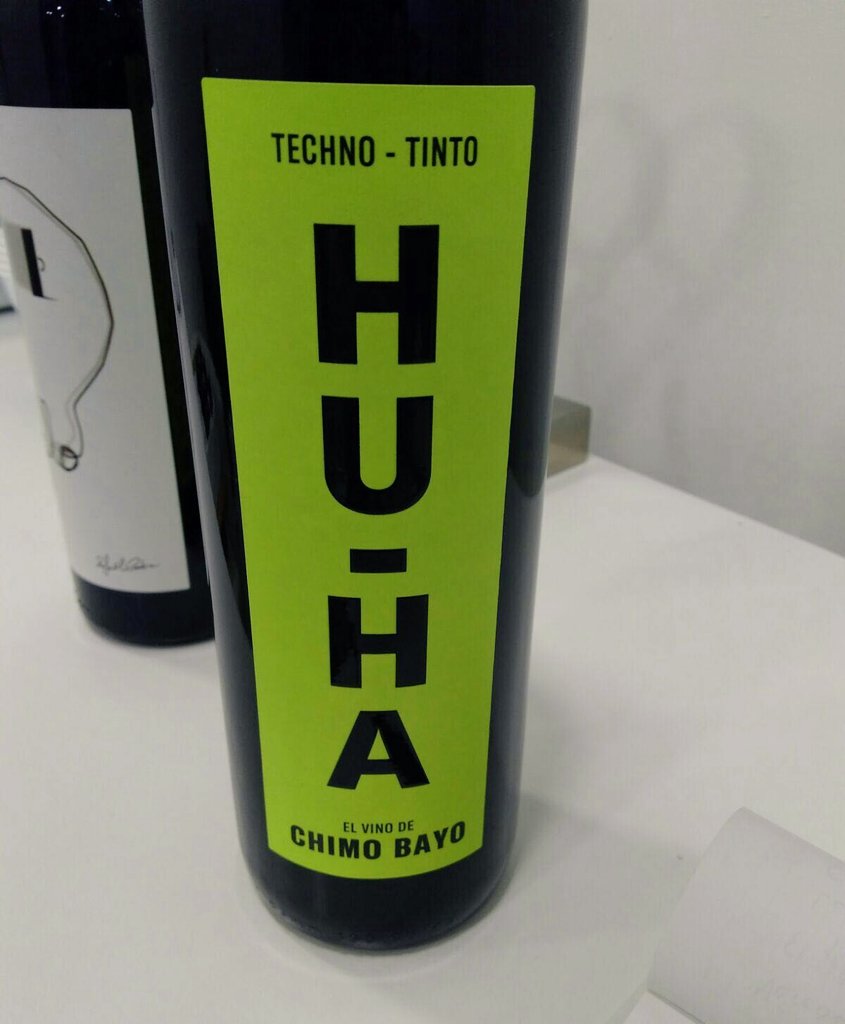 TECHNO - TINTO
HU-HA
EL VINO DE
CHIMO BAYO